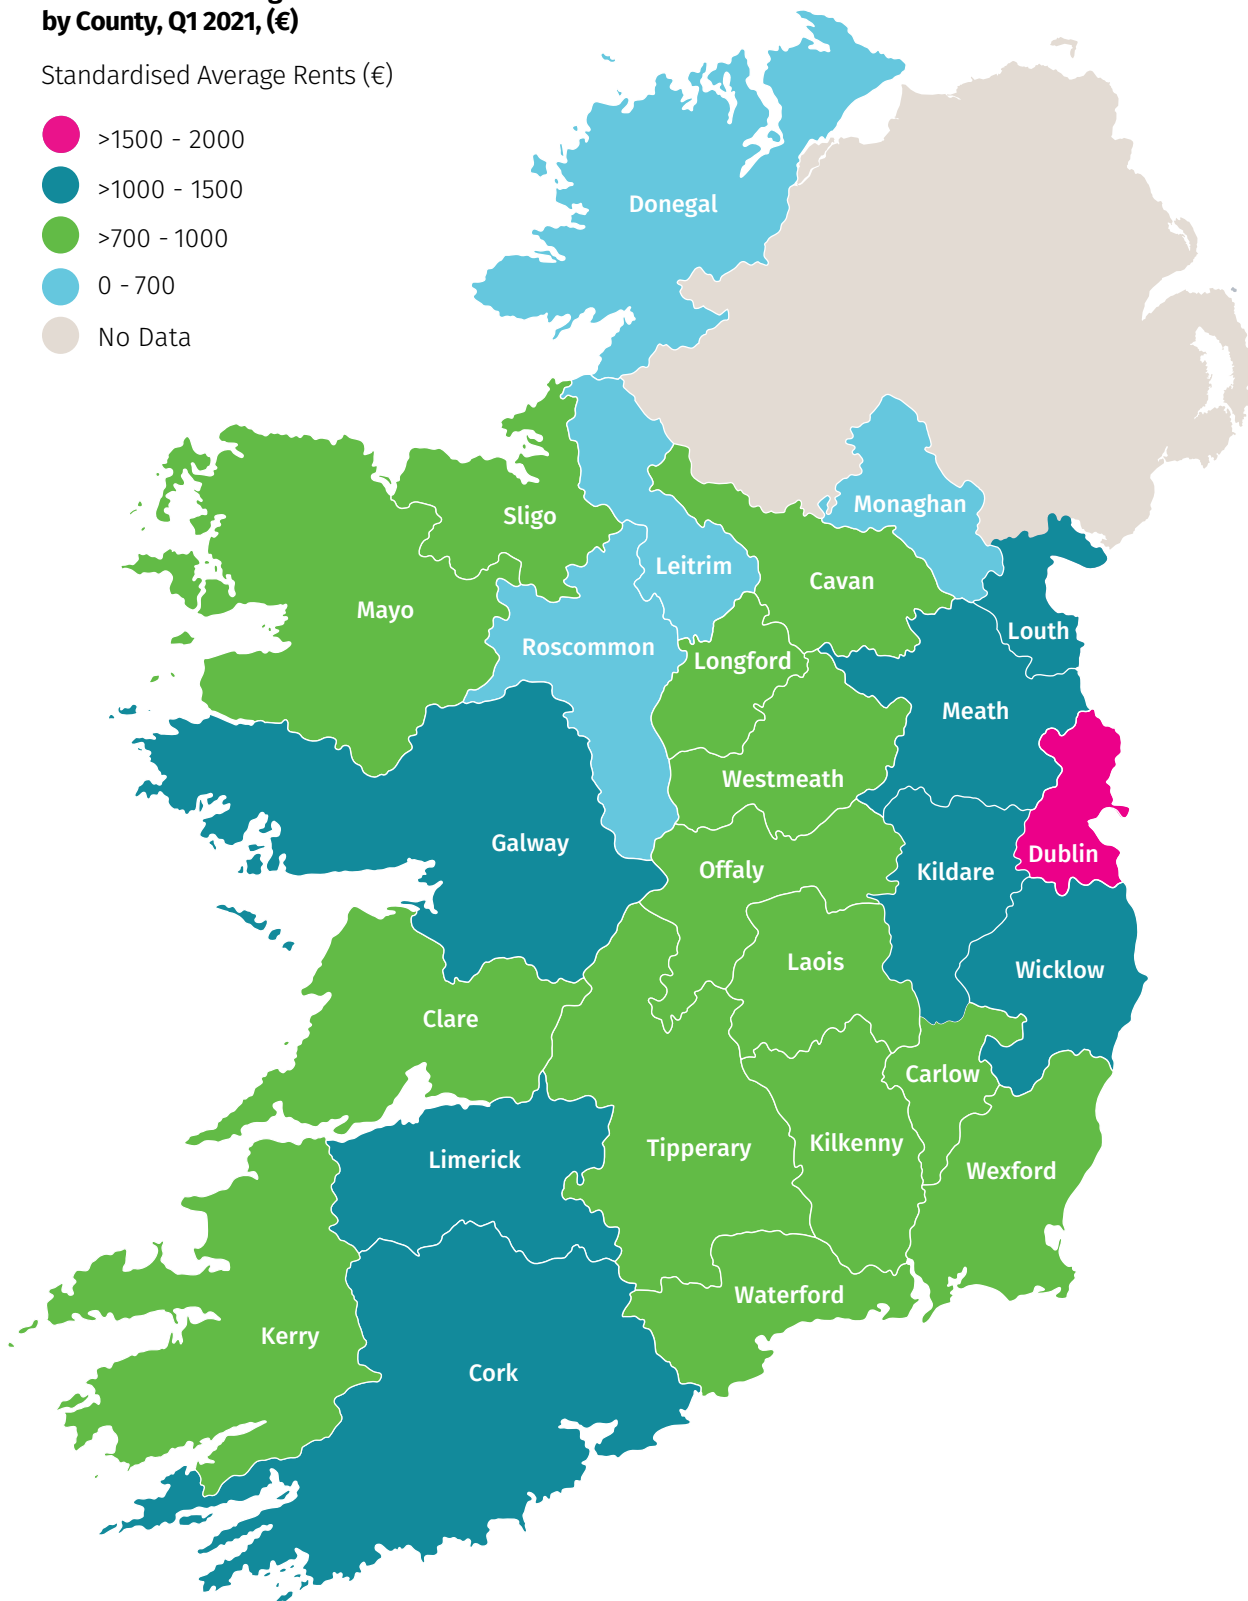 by County, Q1 2021, (€)
Standardised Average Rents (€)
>1500 - 2000
>1000 - 1500
>700 - 1000
0 - 700
No Data
Donegal
Monaghan
Sligo
Leitrim
Cavan
Mayo
Louth
Roscommon
Longford
Meath
Westmeath
Galway
Dublin
Offaly
Kildare
Laois
Wicklow
Clare
Carlow
Kilkenny
Tipperary
Limerick
Wexford
Waterford
Kerry
Cork